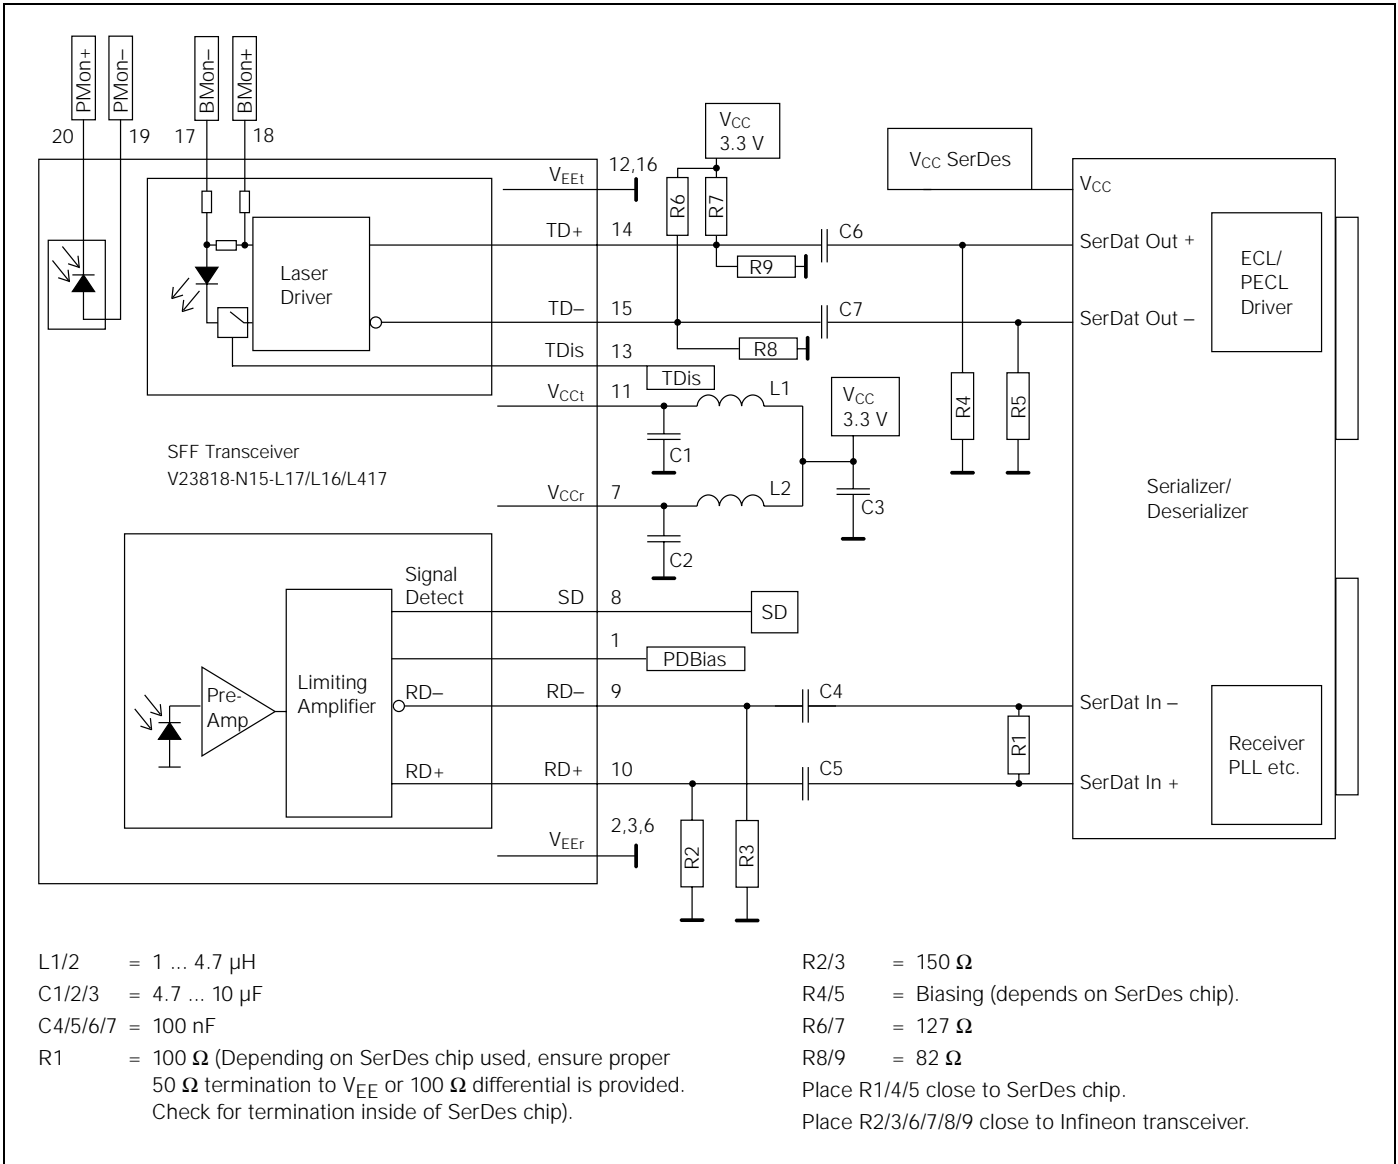 PMon+
PMon–
BMon–
BMon+
20
19
17
18
VCC
3.3 V
VCC SerDes
VEEt
12,16
R6
R7
VCC
TD+
14
C6
SerDat Out +
R9
ECL/
PECL
Driver
Laser
Driver
TD–
15
C7
SerDat Out –
R8
TDis
13
TDis
VCCt
11
L1
VCC
3.3 V
R4
R5
C1
SFF Transceiver
V23818-N15-L17/L16/L417
VCCr
7
L2
C3
Serializer/
Deserializer
C2
Signal
Detect
SD
8
SD
1
PDBias
Pre-
Amp
Limiting
Amplifier
RD–
RD–
9
C4
SerDat In –
R1
Receiver
PLL etc.
RD+
RD+
10
C5
SerDat In +
VEEr
2,3,6
R2
R3
L1/2 = 1 ... 4.7 µH
C1/2/3 = 4.7 ... 10 µF
C4/5/6/7 = 100 nF
R1 = 100 Ω (Depending on SerDes chip used, ensure proper
50 Ω termination to VEE or 100 Ω differential is provided.
Check for termination inside of SerDes chip).
R2/3 = 150 Ω
R4/5 = Biasing (depends on SerDes chip).
R6/7 = 127 Ω
R8/9 = 82 Ω
Place R1/4/5 close to SerDes chip.
Place R2/3/6/7/8/9 close to Infineon transceiver.